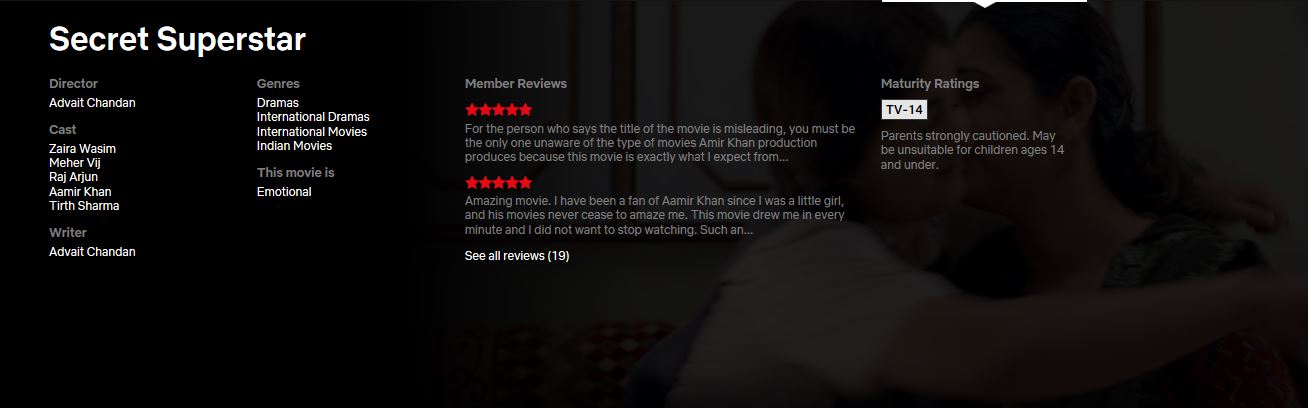 Secret Superstar
Director
Advait Chandan
Cast
Zaira Wasim
Meher Vij
Raj Arjun
Aamir Khan
Tirth Sharma
Writer
Advait Chandan
Genres
Dramas
International Dramas
International Movies
Indian Movies
This movie is
Emotional
Member Reviews
For the person who says the title of the movie is misleading, you must be
the only one unaware of the type of movies Amir Khan production
produces because this movie is exactly what I expect from...
Amazing movie. I have been a fan of Aamir Khan since I was a little girl,
and his movies never cease to amaze me. This movie drew me in every
minute and I did not want to stop watching. Such an...
See all reviews (19)
Maturity Ratings
TV-14
Parents strongly cautioned. May
be unsuitable for children ages 14
and under.